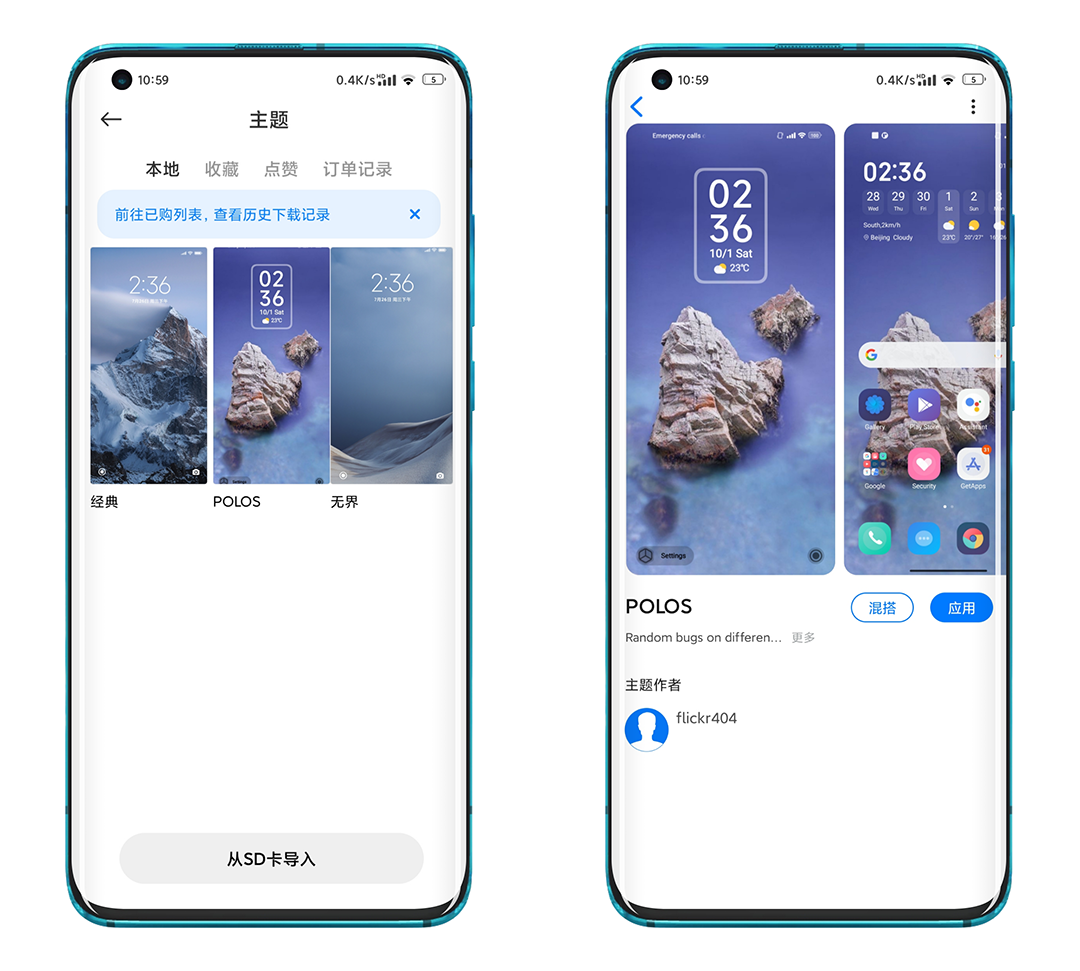 10:59
0.4K/s HD 5
主题
本地 收藏 点赞 订单记录
前往已购列表，查看历史下载记录
2:36
02
36
10/1 Sat
23℃
2:36
Settings
经典 POLOS 无界
从SD卡导入
10:59
0.4K/s HD 5
Emergency calls
100
02
36
10/1 Sat
23℃
Settings
02:36
28 29 30 1 2 3
Wed Thu Fri Sat Sun
South,2km/h
Beijing Cloudy
23℃ 20°/27°
Gallery Play Store Assistant
31
Google Security GetApps
POLOS
混搭 应用
Random bugs on differen... 更多
主题作者
flickr404